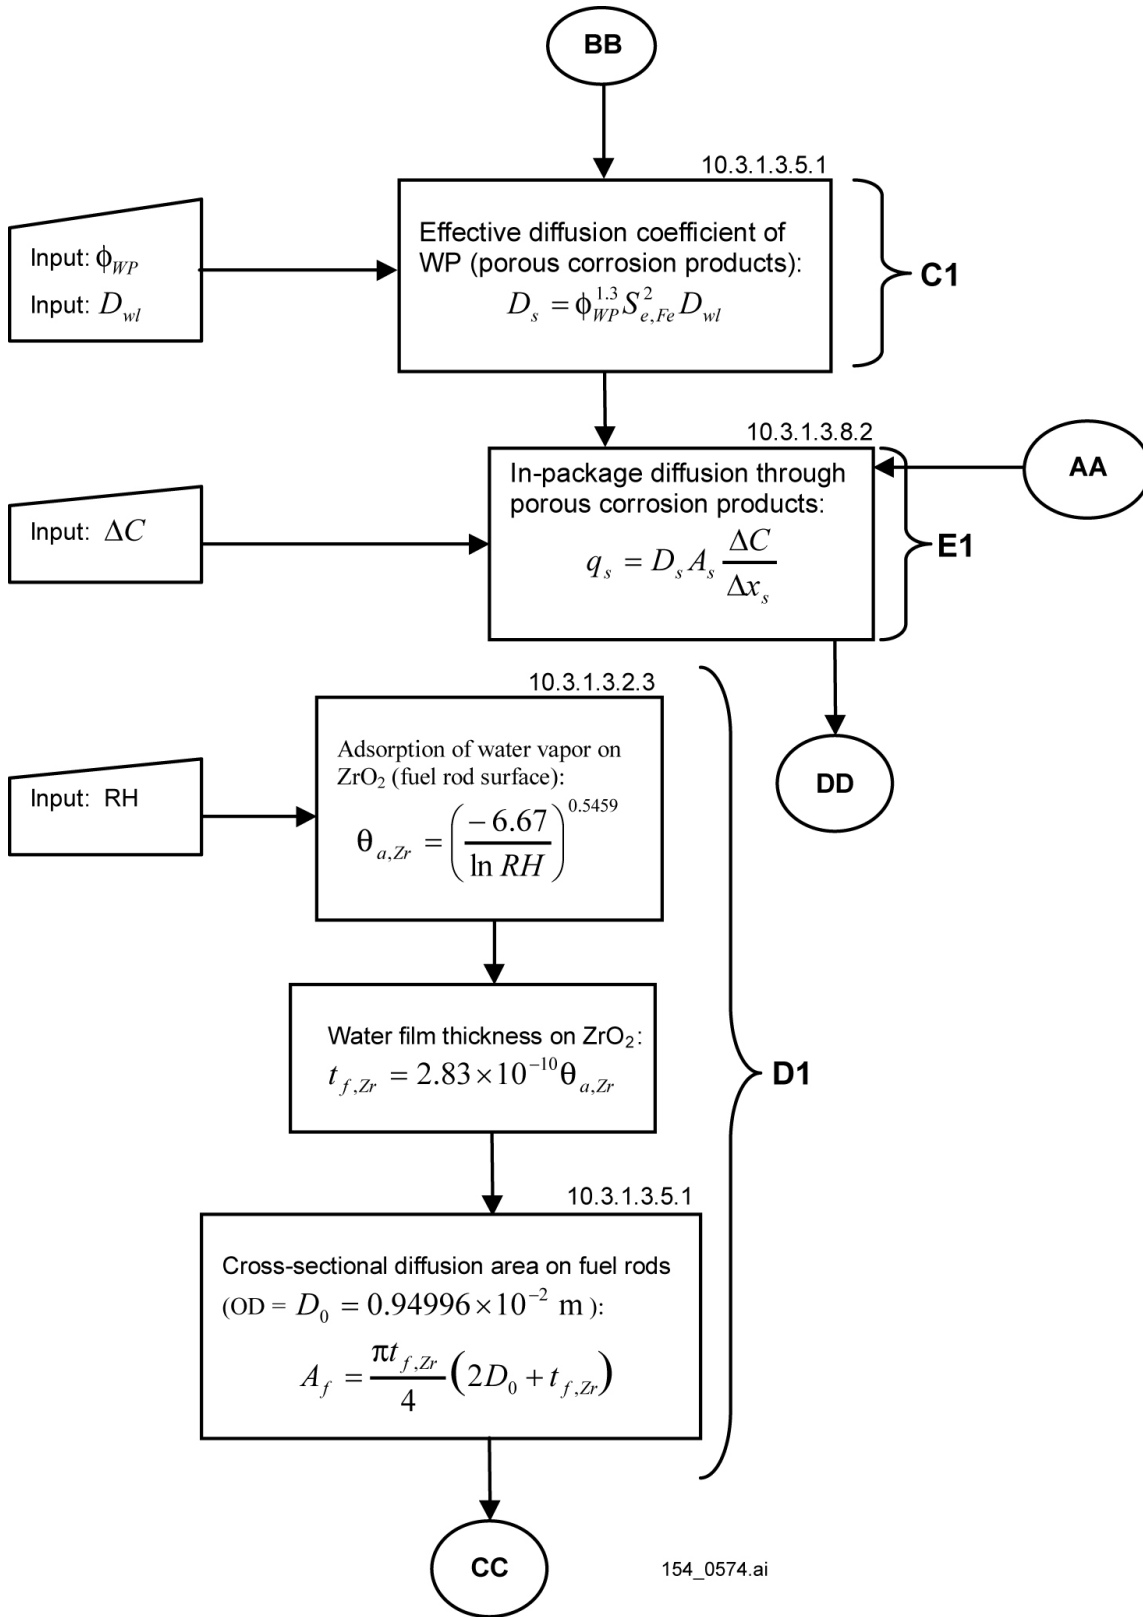 BB
10.3.1.3.5.1
Input: ϕ_WP
Input: D_wl
Effective diffusion coefficient of
WP (porous corrosion products):
D_s = ϕ_WP^1.3 S_e,Fe^2 D_wl
C1
10.3.1.3.8.2
AA
Input: ΔC
In-package diffusion through
porous corrosion products:
q_s = D_s A_s ΔC/Δx_s
E1
10.3.1.3.2.3
DD
Input: RH
Adsorption of water vapor on
ZrO₂ (fuel rod surface):
θ_a,Zr = (−6.67/ln RH)^0.5459
Water film thickness on ZrO₂:
t_f,Zr = 2.83×10^−10 θ_a,Zr
D1
10.3.1.3.5.1
Cross-sectional diffusion area on fuel rods
(OD = D_0 = 0.94996×10^−2 m):
A_f = πt_f,Zr/4 (2D_0 + t_f,Zr)
CC
154_0574.ai